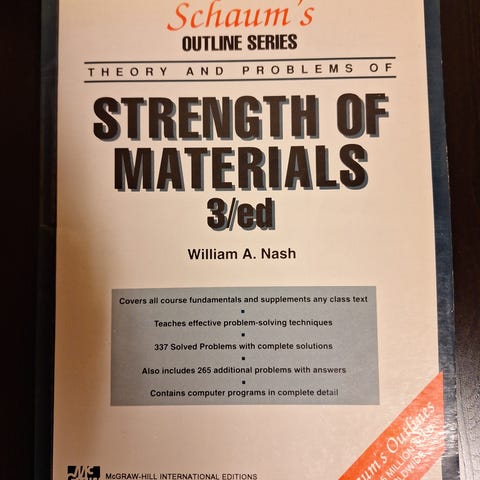 Schaum's
OUTLINE SERIES
THEORY AND PROBLEMS OF
STRENGTH OF
MATERIALS
3/ed
William A. Nash
Covers all course fundamentals and supplements any class text
Teaches effective problem-solving techniques
337 Solved Problems with complete solutions
Also includes 265 additional problems with answers
Contains computer programs in complete detail
McGRAW-HILL INTERNATIONAL EDITIONS
Outlines
MILLION